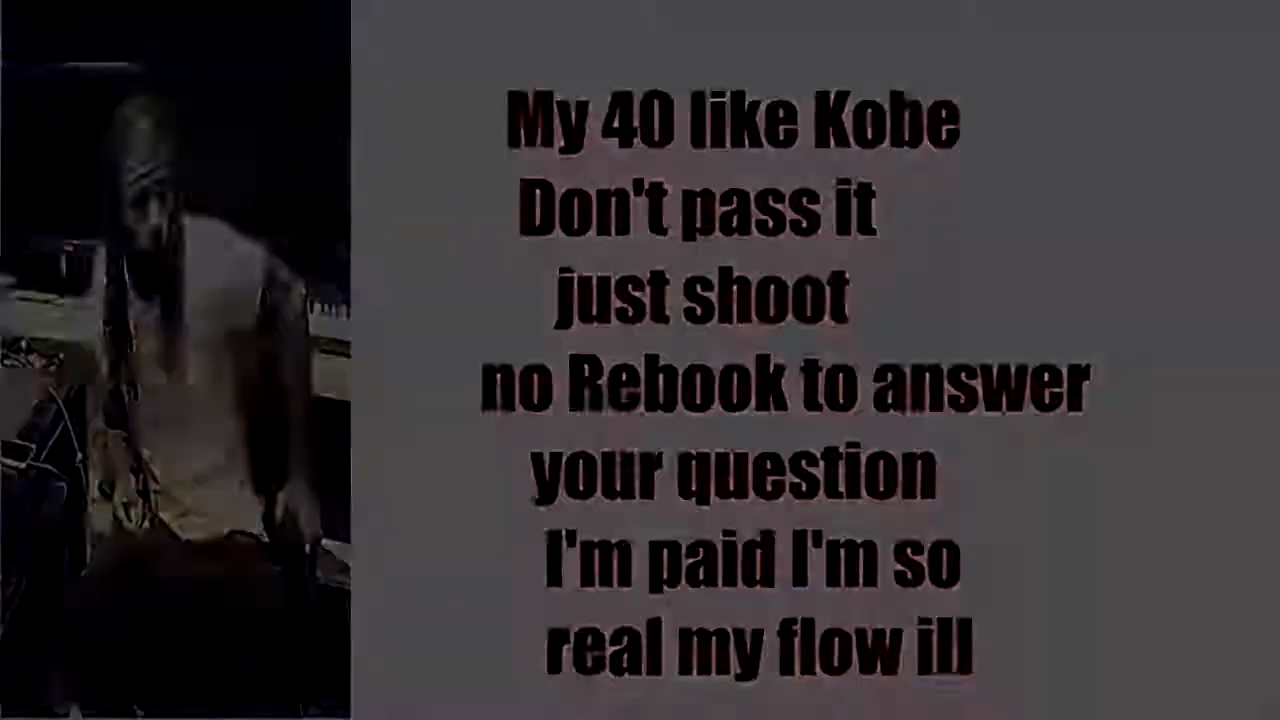 My 40 like Kobe
Don't pass it
just shoot
no Rebook to answer
your question
I'm paid I'm so
real my flow ill